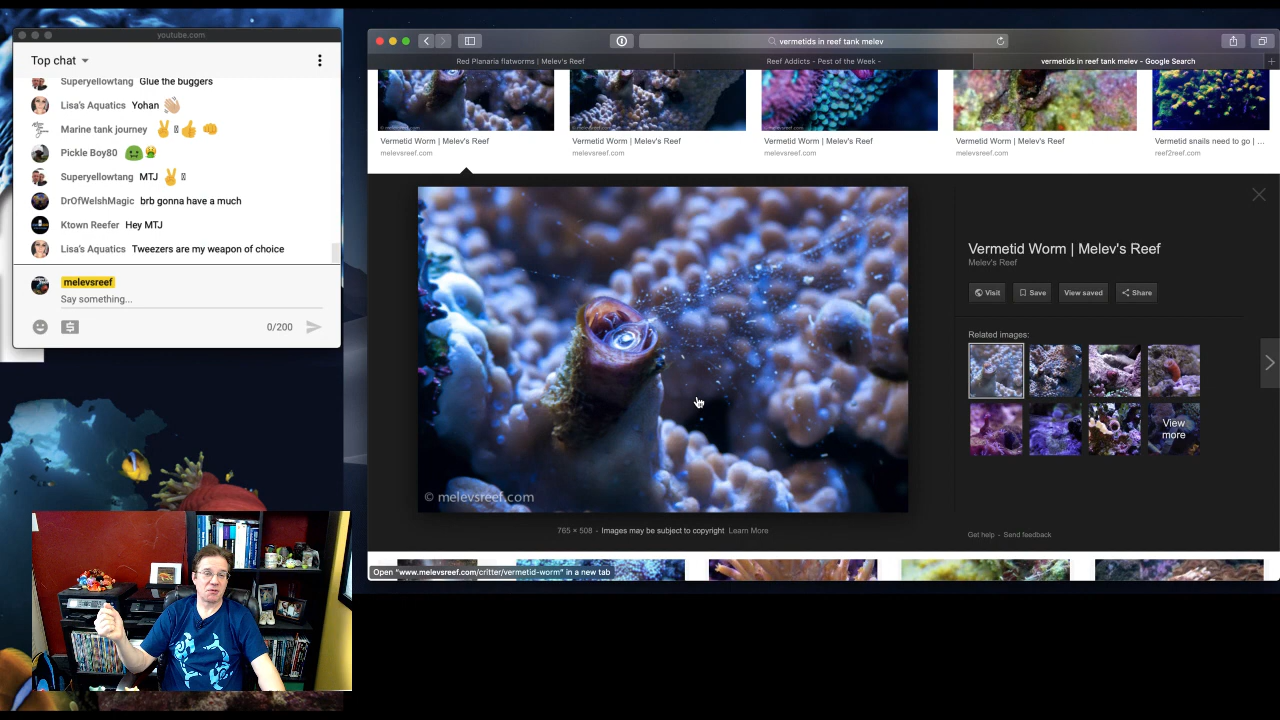 youtube.com
Top chat
Superyellowtang Glue the buggers
Lisa's Aquatics Yohan 👋🏼
Marine tank journey ✌️👍👊
Pickle Boy80 🤢🤮
Superyellowtang MTJ ✌️
DrOfWelshMagic brb gonna have a much
Ktown Reefer Hey MTJ
Lisa's Aquatics Tweezers are my weapon of choice
melevsreef
Say something...
0/200
vermetids in reef tank melev
Red Planaria flatworms | Melev's Reef
Reef Addicts - Pest of the Week -
vermetids in reef tank melev - Google Search
Vermetid Worm | Melev's Reef
melevsreef.com
Vermetid Worm | Melev's Reef
melevsreef.com
Vermetid Worm | Melev's Reef
melevsreef.com
Vermetid Worm | Melev's Reef
melevsreef.com
Vermetid snails need to go | ...
reef2reef.com
© melevsreef.com
765 × 508 - Images may be subject to copyright Learn More
Vermetid Worm | Melev's Reef
Melev's Reef
Visit
Save
View saved
Share
Related images:
View
more
Get help - Send feedback
Open "www.melevsreef.com/critter/vermetid-worm" in a new tab